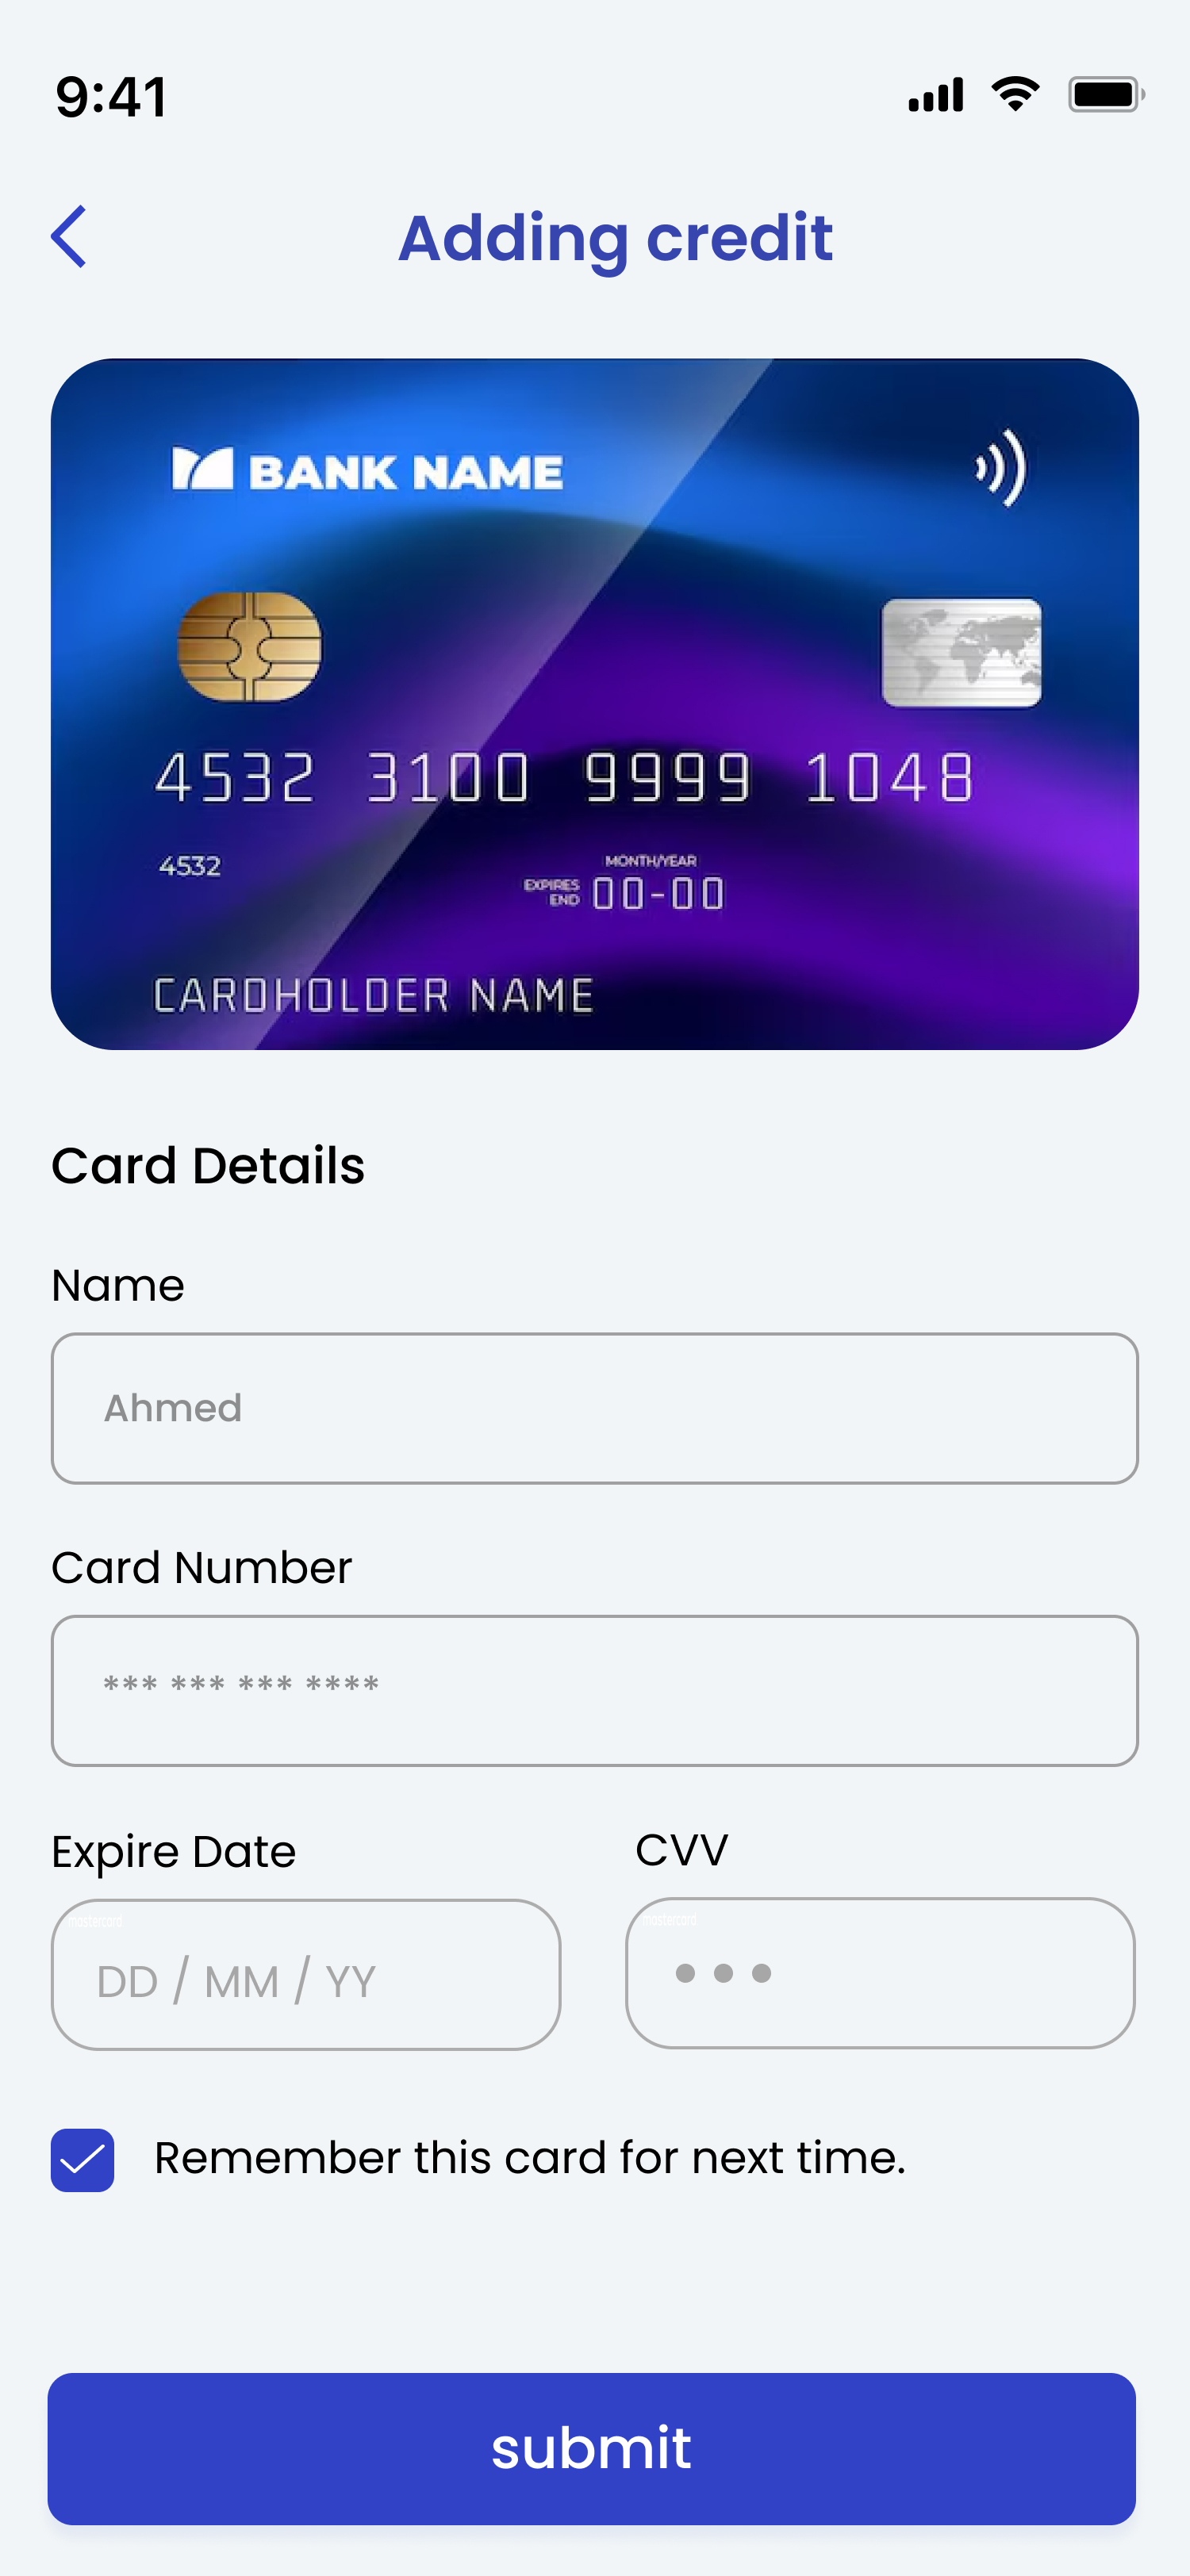 9:41
Adding credit
BANK NAME
4532 3100 9999 1048
4532
MONTH/YEAR
EXPIRES
END
00-00
CARDHOLDER NAME
Card Details
Name
Ahmed
Card Number
*** *** *** ****
Expire Date
CVV
mastercard
mastercard
DD / MM / YY
•••
Remember this card for next time.
submit